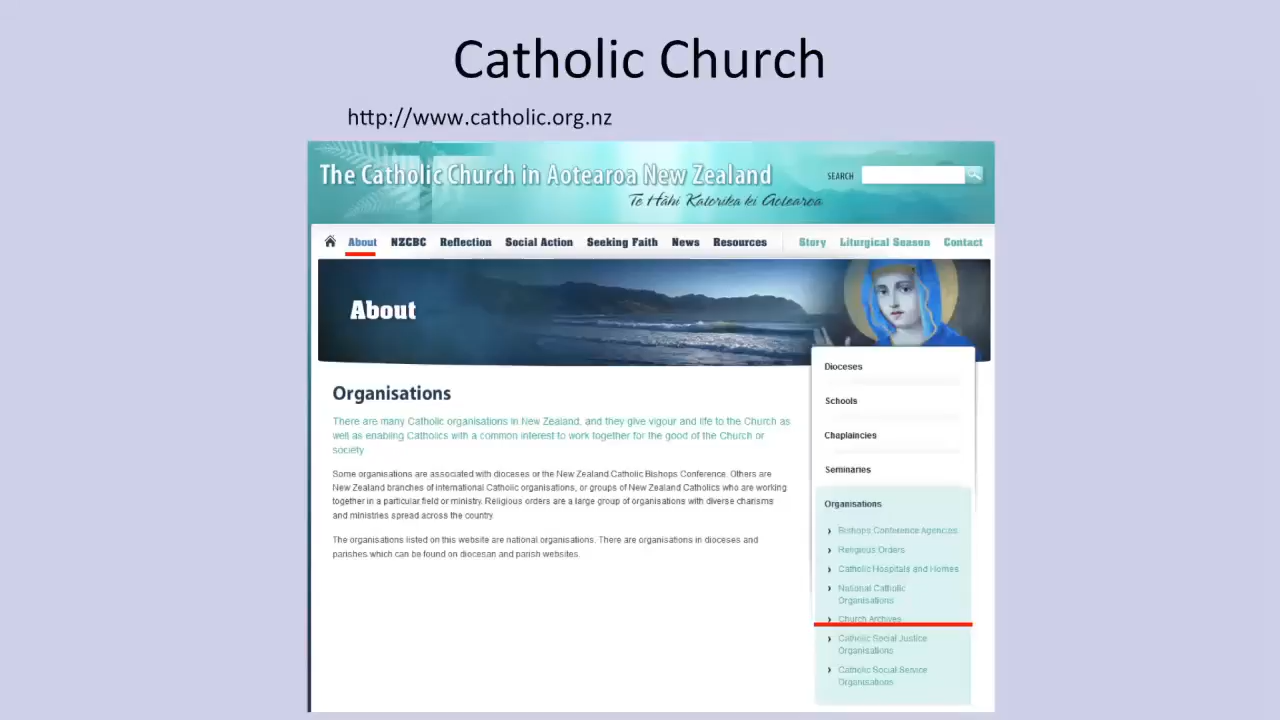 Catholic Church
http://www.catholic.org.nz
The Catholic Church in Aotearoa New Zealand
Te Hāhi Katorika ki Aotearoa
SEARCH
About NZCBC Reflection Social Action Seeking Faith News Resources Story Liturgical Season Contact
About
Organisations
There are many Catholic organisations in New Zealand, and they give vigour and life to the Church as
well as enabling Catholics with a common interest to work together for the good of the Church or
society
Some organisations are associated with dioceses or the New Zealand Catholic Bishops Conference. Others are
New Zealand branches of international Catholic organisations, or groups of New Zealand Catholics who are working
together in a particular field or ministry. Religious orders are a large group of organisations with diverse charisms
and ministries spread across the country
The organisations listed on this website are national organisations. There are organisations in dioceses and
parishes which can be found on diocesan and parish websites.
Dioceses
Schools
Chaplaincies
Seminaries
Organisations
Bishops Conference Agencies
Religious Orders
Catholic Hospitals and Homes
National Catholic
Organisations
Church Archives
Catholic Social Justice
Organisations
Catholic Social Service
Organisations